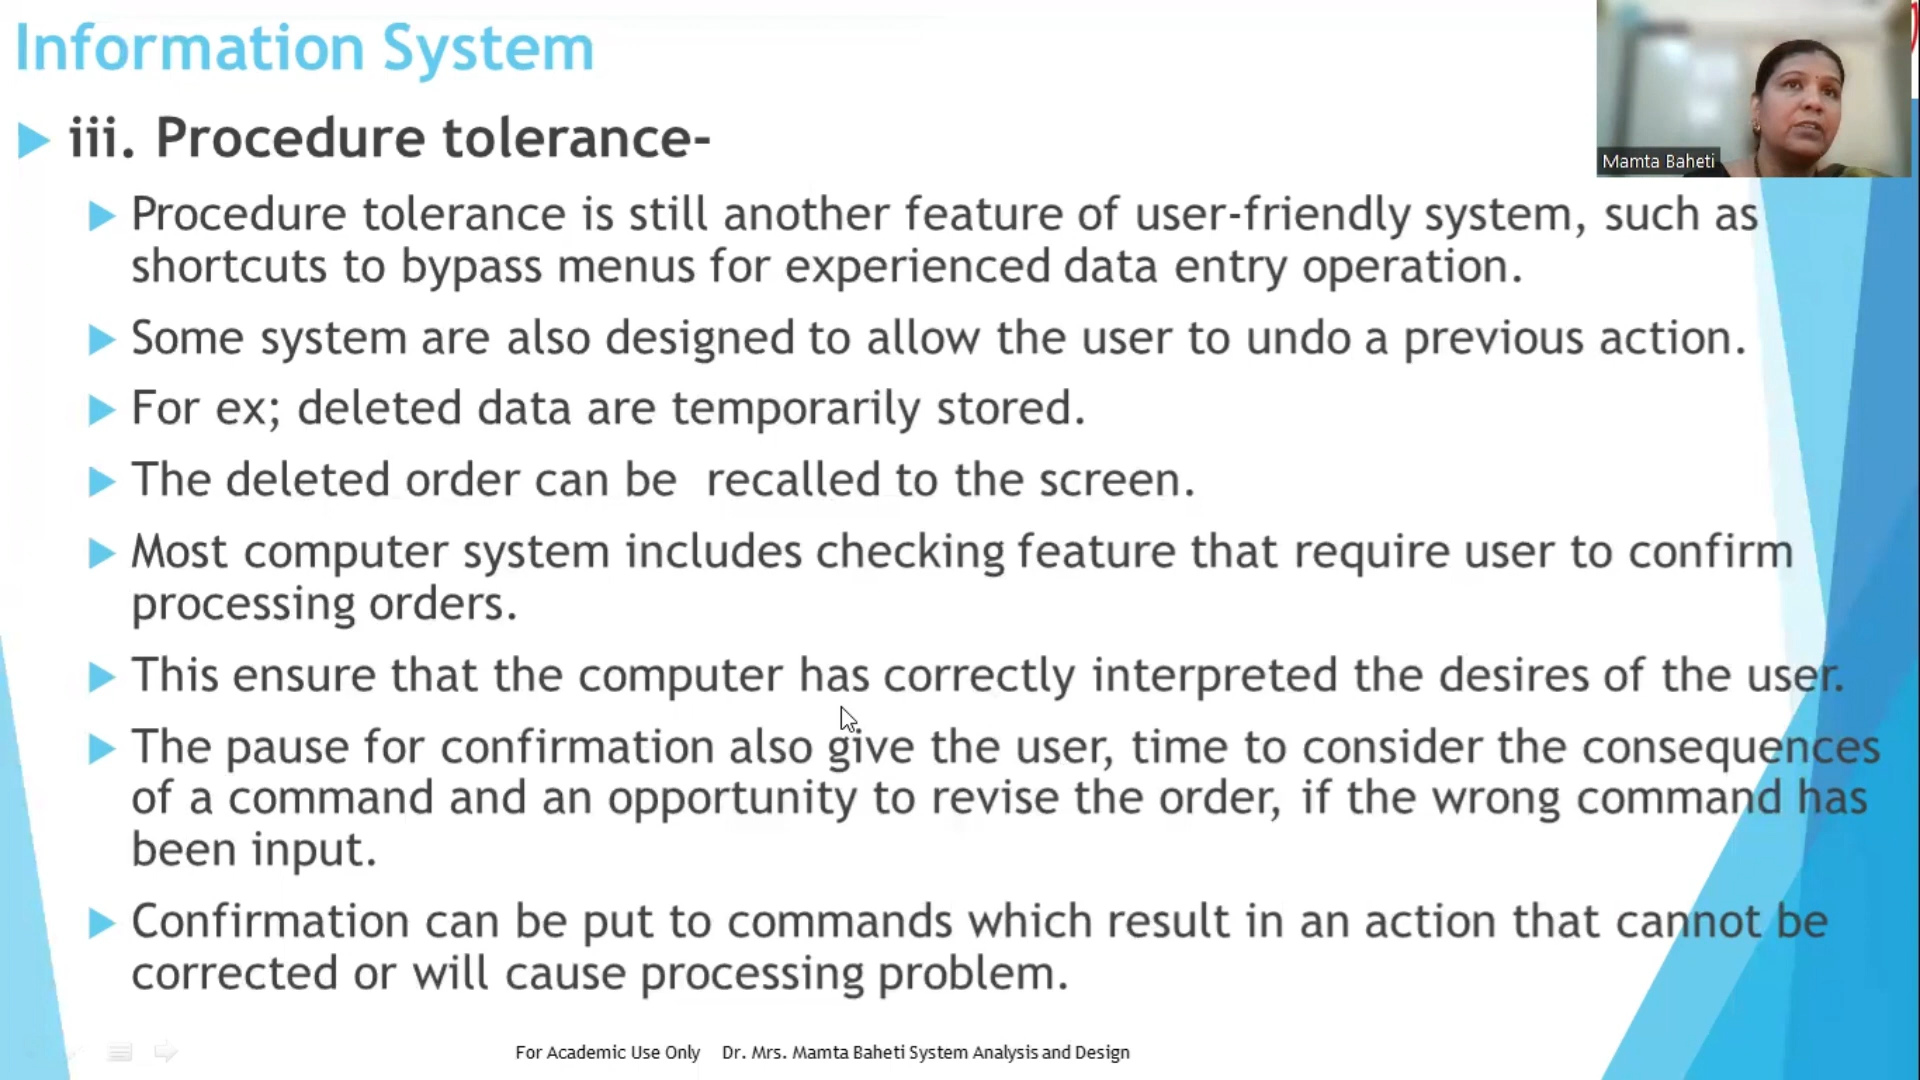 Information System
iii. Procedure tolerance-
Procedure tolerance is still another feature of user-friendly system, such as
shortcuts to bypass menus for experienced data entry operation.
Some system are also designed to allow the user to undo a previous action.
For ex; deleted data are temporarily stored.
The deleted order can be  recalled to the screen.
Most computer system includes checking feature that require user to confirm
processing orders.
This ensure that the computer has correctly interpreted the desires of the user.
The pause for confirmation also give the user, time to consider the consequences
of a command and an opportunity to revise the order, if the wrong command has
been input.
Confirmation can be put to commands which result in an action that cannot be
corrected or will cause processing problem.
Mamta Baheti
For Academic Use Only Dr. Mrs. Mamta Baheti System Analysis and Design